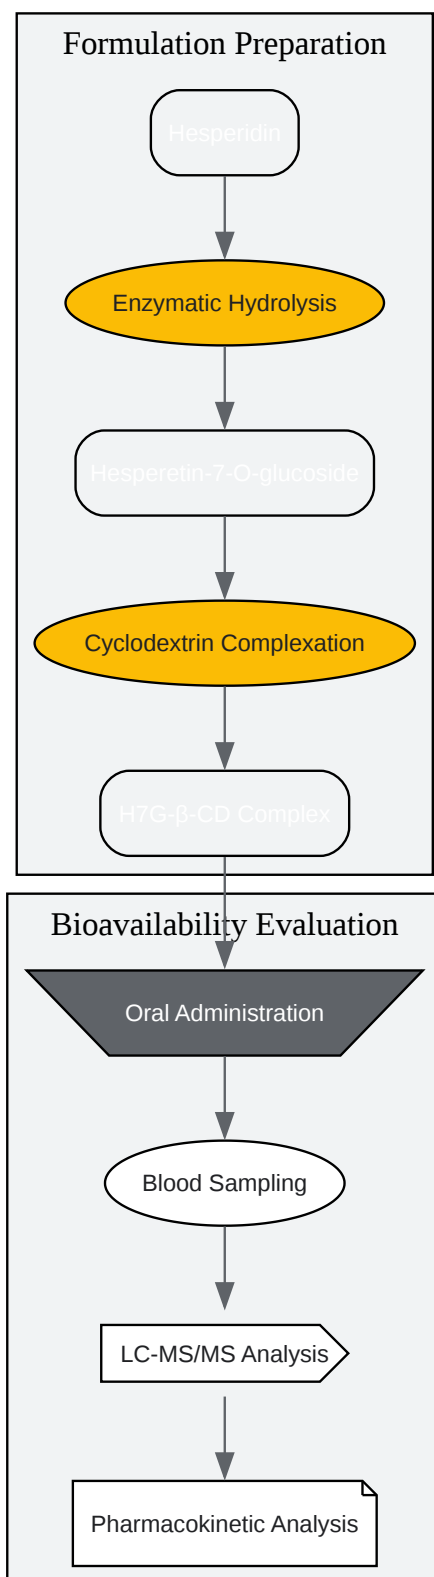 Formulation Preparation
Hesperidin
Enzymatic Hydrolysis
Hesperetin-7-O-glucoside
Cyclodextrin Complexation
H7G-β-CD Complex
Bioavailability Evaluation
Oral Administration
Blood Sampling
LC-MS/MS Analysis
Pharmacokinetic Analysis